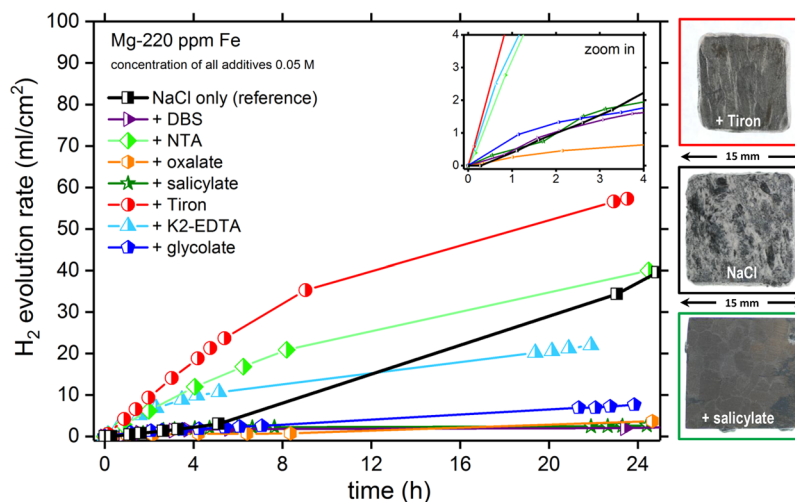 Mg-220 ppm Fe
concentration of all additives 0.05 M
NaCl only (reference)
+ DBS
+ NTA
+ oxalate
+ salicylate
+ Tiron
+ K2-EDTA
+ glycolate
H₂ evolution rate (ml/cm²)
100
90
80
70
60
50
40
30
20
10
0
0 4 8 12 16 20 24
time (h)
zoom in
4
3
2
1
0
0 1 2 3 4
+ Tiron
15 mm
NaCl
15 mm
+ salicylate